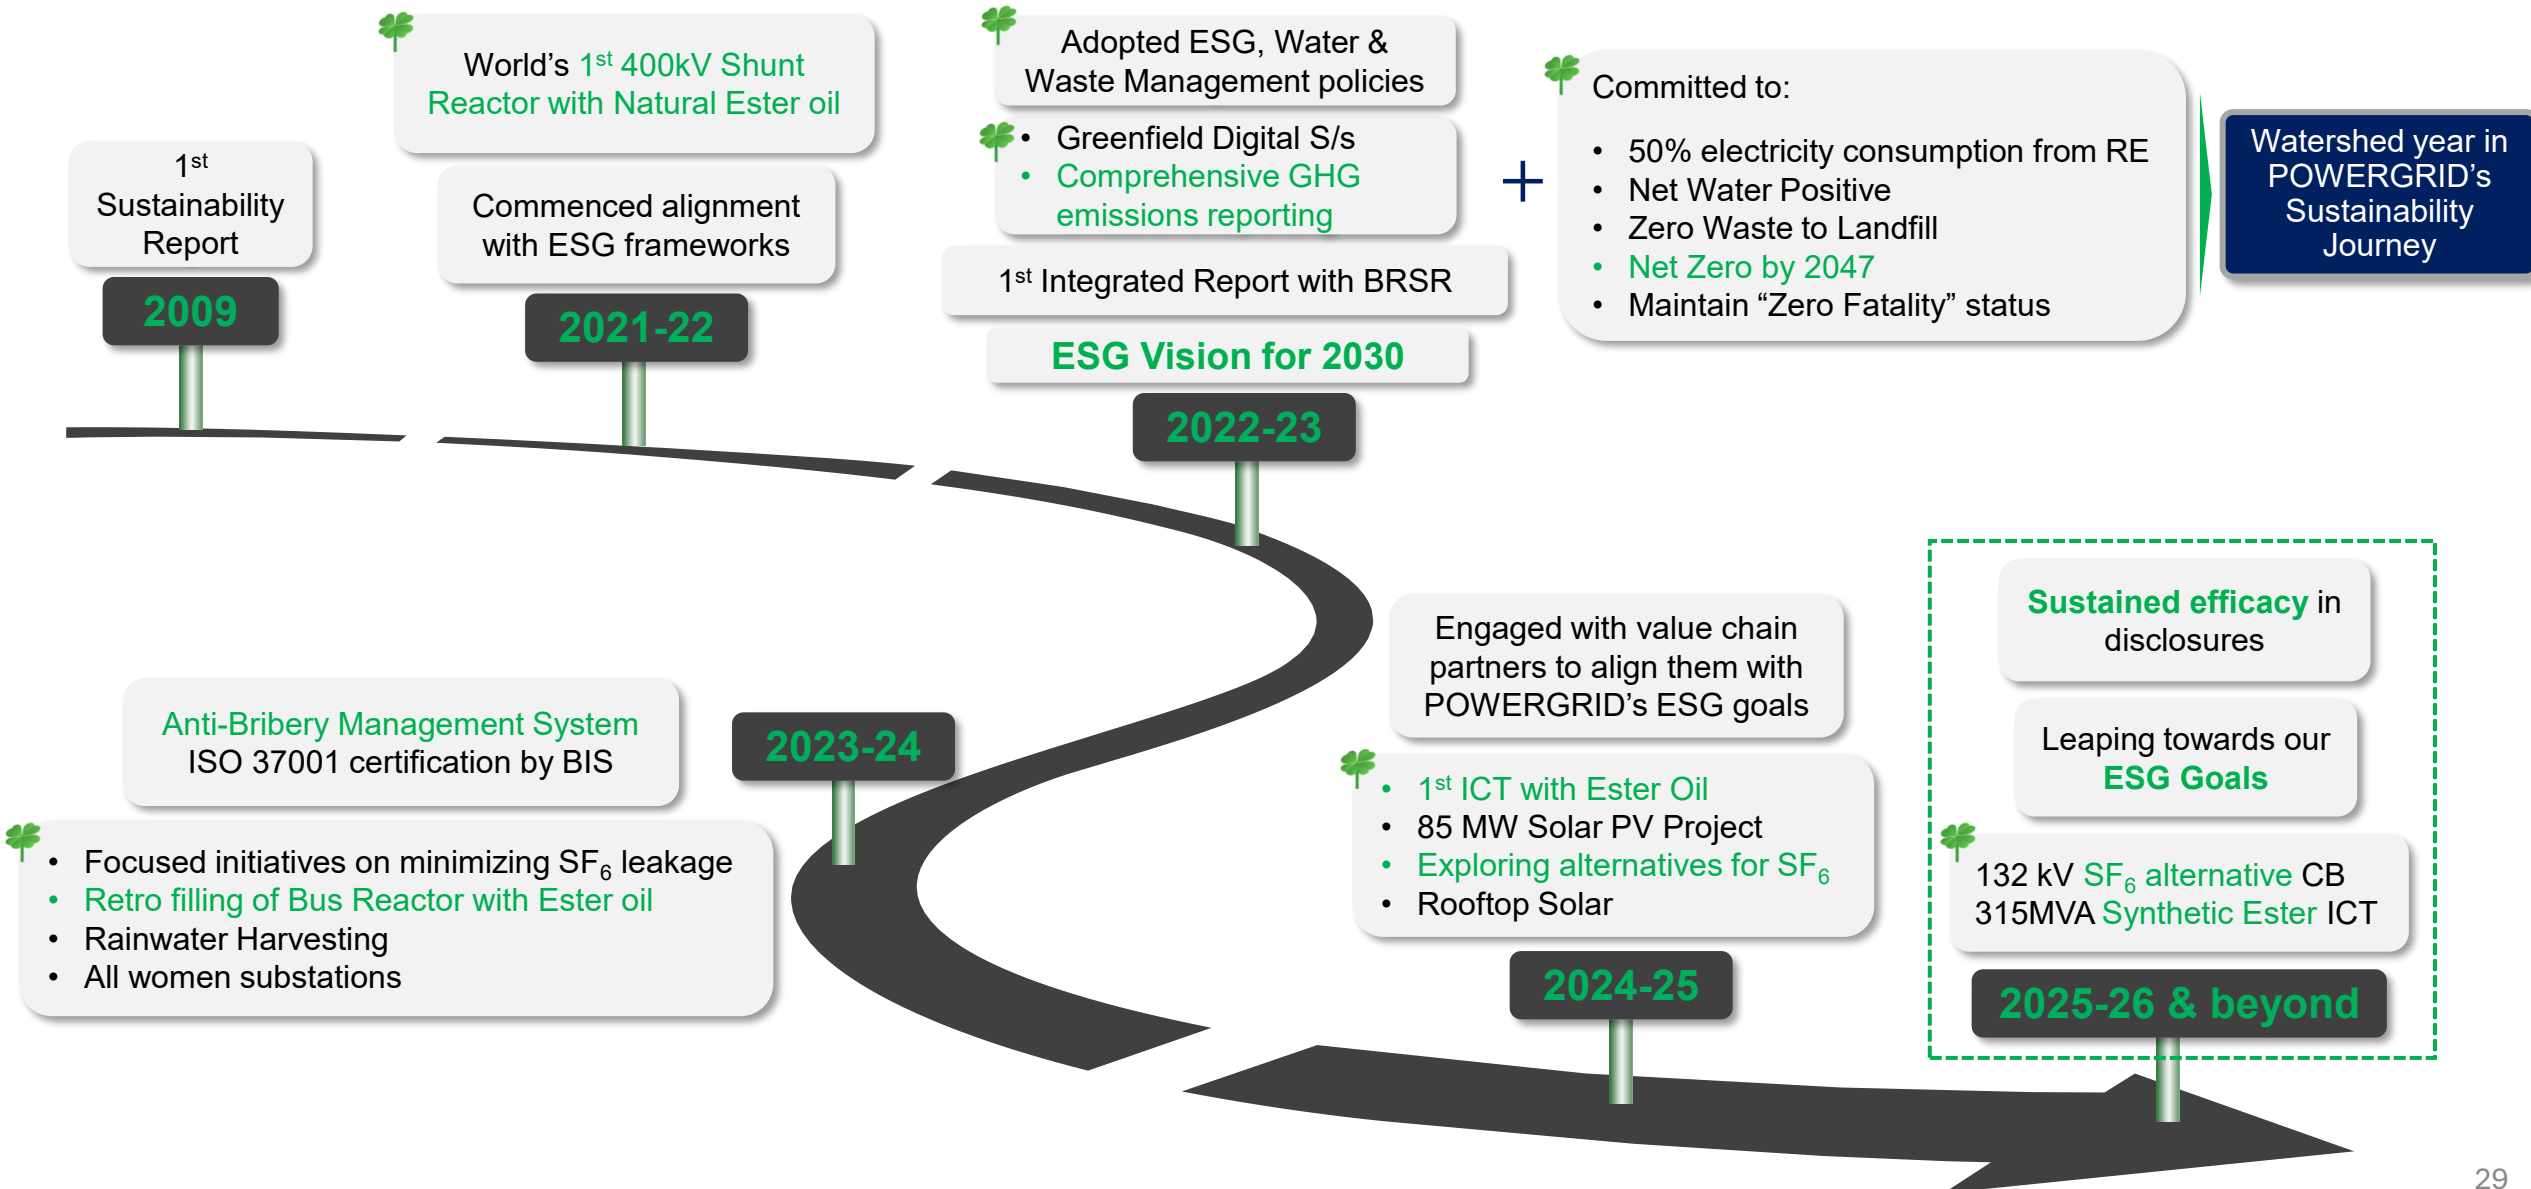 1st
Sustainability
Report
2009
World’s 1st 400kV Shunt
Reactor with Natural Ester oil
Commenced alignment
with ESG frameworks
2021-22
Adopted ESG, Water &
Waste Management policies
• Greenfield Digital S/s
• Comprehensive GHG
emissions reporting
1st Integrated Report with BRSR
ESG Vision for 2030
2022-23
+
Committed to:
• 50% electricity consumption from RE
• Net Water Positive
• Zero Waste to Landfill
• Net Zero by 2047
• Maintain “Zero Fatality” status
Watershed year in
POWERGRID’s
Sustainability
Journey
Anti-Bribery Management System
ISO 37001 certification by BIS
• Focused initiatives on minimizing SF6 leakage
• Retro filling of Bus Reactor with Ester oil
• Rainwater Harvesting
• All women substations
2023-24
Engaged with value chain
partners to align them with
POWERGRID’s ESG goals
• 1st ICT with Ester Oil
• 85 MW Solar PV Project
• Exploring alternatives for SF6
• Rooftop Solar
2024-25
Sustained efficacy in
disclosures
Leaping towards our
ESG Goals
132 kV SF6 alternative CB
315MVA Synthetic Ester ICT
2025-26 & beyond
29